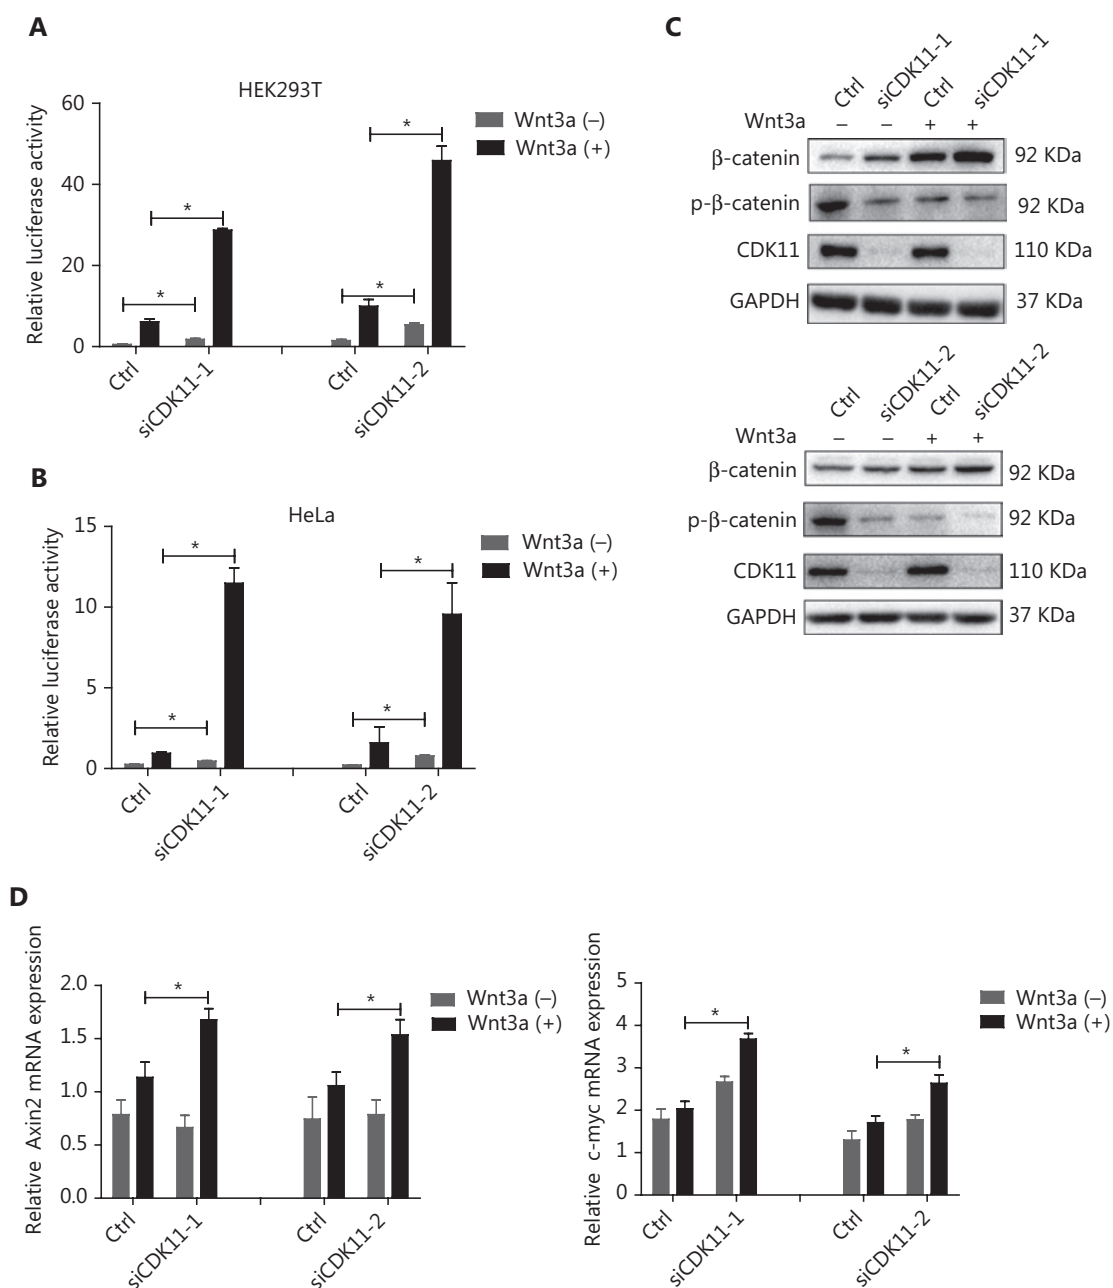 A
HEK293T
Relative luciferase activity
60
40
20
0
* * * *
Wnt3a (–)
Wnt3a (+)
Ctrl
siCDK11-1
Ctrl
siCDK11-2
B
HeLa
Relative luciferase activity
15
10
5
0
* * * *
Wnt3a (–)
Wnt3a (+)
Ctrl
siCDK11-1
Ctrl
siCDK11-2
C
Ctrl
siCDK11-1
Ctrl
siCDK11-1
Wnt3a – – + +
β-catenin 92 KDa
p-β-catenin 92 KDa
CDK11 110 KDa
GAPDH 37 KDa
Ctrl
siCDK11-2
Ctrl
siCDK11-2
Wnt3a – – + +
β-catenin 92 KDa
p-β-catenin 92 KDa
CDK11 110 KDa
GAPDH 37 KDa
D
Relative Axin2 mRNA expression
2.0
1.5
1.0
0.5
0.0
* *
Wnt3a (–)
Wnt3a (+)
Ctrl
siCDK11-1
Ctrl
siCDK11-2
Relative c-myc mRNA expression
5
4
3
2
1
0
* *
Wnt3a (–)
Wnt3a (+)
Ctrl
siCDK11-1
Ctrl
siCDK11-2